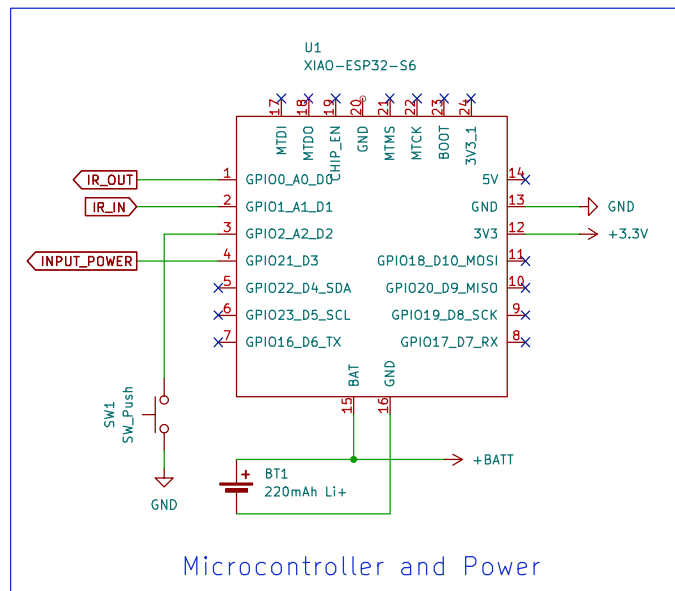 U1
XIAO-ESP32-S6
17 18 19 20 21 22 23 24
MTDI MTDO CHIP_EN GND MTMS MTCK BOOT 3V3_1
IR_OUT 1 GPIO0_A0_D0 5V 14
IR_IN 2 GPIO1_A1_D1 GND 13 GND
3 GPIO2_A2_D2 3V3 12 +3.3V
INPUT_POWER 4 GPIO21_D3 GPIO18_D10_MOSI 11
5 GPIO22_D4_SDA GPIO20_D9_MISO 10
6 GPIO23_D5_SCL GPIO19_D8_SCK 9
7 GPIO16_D6_TX GPIO17_D7_RX 8
BAT GND
15 16
SW1
SW_Push
GND
+BATT
+ BT1
220mAh Li+
Microcontroller and Power